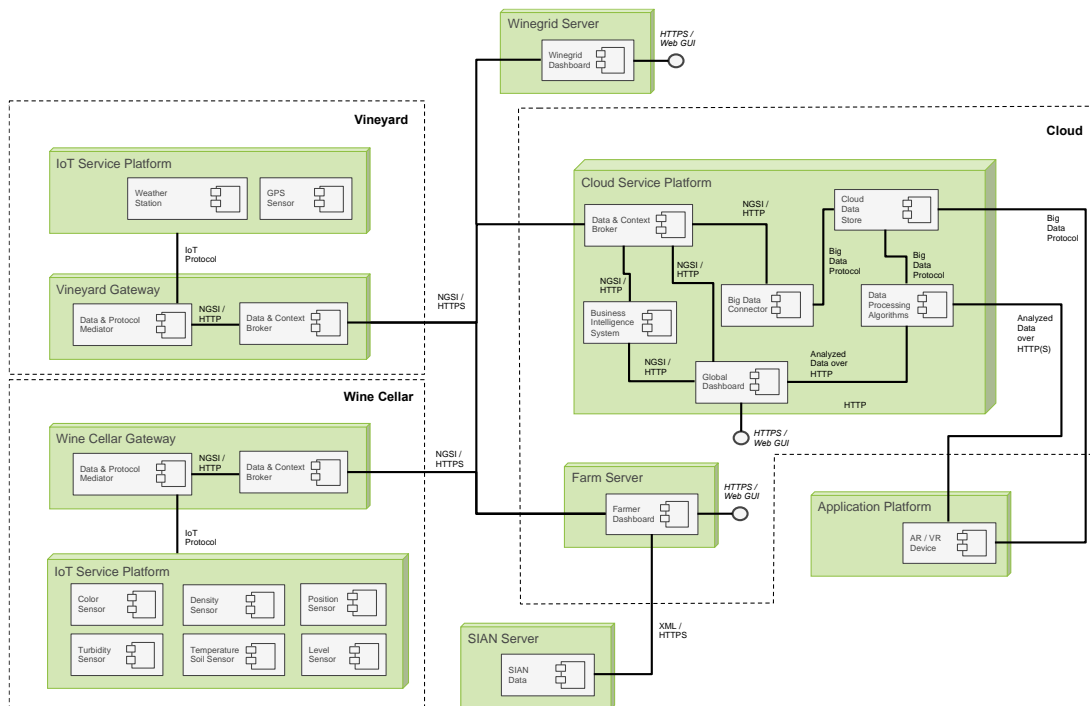 Winegrid Server
Winegrid
Dashboard
HTTPS /
Web GUI
Vineyard
IoT Service Platform
Weather
Station
GPS
Sensor
IoT
Protocol
Vineyard Gateway
Data & Protocol
Mediator
NGSI /
HTTP
Data & Context
Broker
NGSI /
HTTPS
Wine Cellar
Wine Cellar Gateway
Data & Protocol
Mediator
NGSI /
HTTP
Data & Context
Broker
NGSI /
HTTPS
IoT
Protocol
IoT Service Platform
Color
Sensor
Density
Sensor
Position
Sensor
Turbidity
Sensor
Temperature
Soil Sensor
Level
Sensor
Cloud
Cloud Service Platform
Data & Context
Broker
NGSI /
HTTP
Cloud
Data
Store
Big
Data
Protocol
Big
Data
Protocol
Big
Data
Protocol
NGSI /
HTTP
NGSI /
HTTP
Business
Intelligence
System
Big Data
Connector
Data
Processing
Algorithms
Analyzed
Data
over
HTTP(S)
NGSI /
HTTP
Global
Dashboard
Analyzed
Data over
HTTP
HTTP
HTTPS /
Web GUI
Farm Server
Farmer
Dashboard
HTTPS /
Web GUI
Application Platform
AR / VR
Device
XML /
HTTPS
SIAN Server
SIAN
Data